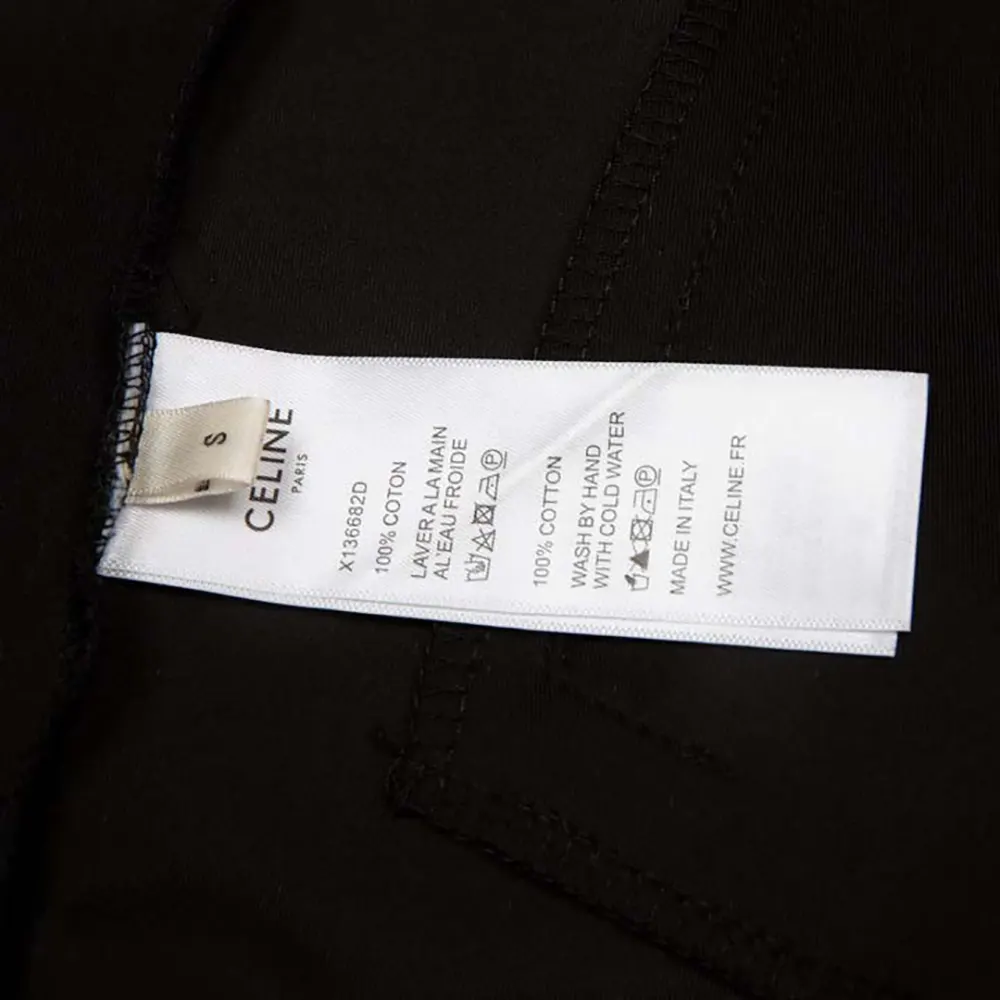 S
CELINE
PARIS
X136682D
100% COTON
LAVER A LA MAIN
AL'EAU FROIDE
P
100% COTTON
WASH BY HAND
WITH COLD WATER
P
MADE IN ITALY
WWW.CELINE.FR